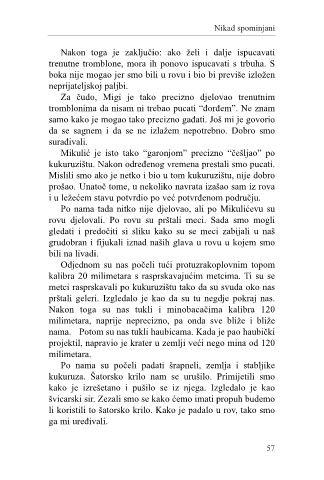 Nikad spominjani
Nakon toga je zaključio: ako želi i dalje ispucavati
trenutne tromblone, mora ih ponovo ispucavati s trbuha. S
boka nije mogao jer smo bili u rovu i bio bi previše izložen
neprijateljskoj paljbi.
Za čudo, Migi je tako precizno djelovao trenutnim
tromblonima da nisam ni trebao pucati “đorđem”. Ne znam
samo kako je mogao tako precizno gađati. Još mi je govorio
da se sagnem i da se ne izlažem nepotrebno. Dobro smo
surađivali.
Mikulić je isto tako “garonjom” precizno “češljao” po
kukuruzištu. Nakon određenog vremena prestali smo pucati.
Mislili smo ako je netko i bio u tom kukuruzištu, nije dobro
prošao. Unatoč tome, u nekoliko navrata izašao sam iz rova
i u ležećem stavu potvrdio po već potvrđenom području.
Po nama tada nitko nije djelovao, ali po Mikulićevu su
rovu djelovali. Po rovu su prštali meci. Sada smo mogli
gledati i predočiti si sliku kako su se meci zabijali u naš
grudobran i fijukali iznad naših glava u rovu u kojem smo
bili na livadi.
Odjednom su nas počeli tući protuzrakoplovnim topom
kalibra 20 milimetara s rasprskavajućim metcima. Ti su se
metci rasprskavali po kukuruzištu tako da su svuda oko nas
prštali geleri. Izgledalo je kao da su tu negdje pokraj nas.
Nakon toga su nas tukli i minobacačima kalibra 120
milimetara, naprije neprecizno, pa onda sve bliže i bliže
nama. Potom su nas tukli haubicama. Kada je pao haubički
projektil, napravio je krater u zemlji veći nego mina od 120
milimetara.
Po nama su počeli padati šrapneli, zemlja i stabljike
kukuruza. Šatorsko krilo nam se urušilo. Primijetili smo
kako je izrešetano i pušilo se iz njega. Izgledalo je kao
švicarski sir. Zezali smo se kako ćemo imati propuh budemo
li koristili to šatorsko krilo. Kako je padalo u rov, tako smo
ga mi uređivali.
57